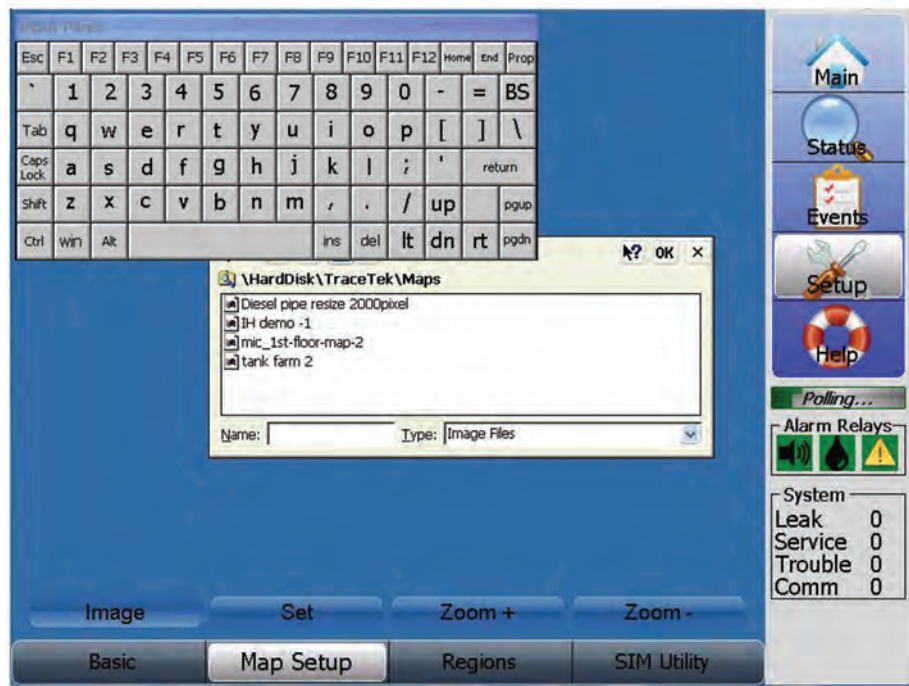 Input Panel
Esc F1 F2 F3 F4 F5 F6 F7 F8 F9 F10 F11 F12 Home End Prop
` 1 2 3 4 5 6 7 8 9 0 - = BS
Tab q w e r t y u i o p [ ] \
Caps Lock a s d f g h j k l ; ' return
Shift z x c v b n m , . / up pgup
Ctrl win Alt ins del lt dn rt pgdn
? OK ×
\HardDisk\TraceTek\Maps
Diesel pipe resize 2000pixel
IH demo -1
mic_1st-floor-map-2
tank farm 2
Name: Type: Image Files
Image Set Zoom + Zoom -
Basic Map Setup Regions SIM Utility
Main
Status
Events
Setup
Help
Polling...
Alarm Relays
System
Leak 0
Service 0
Trouble 0
Comm 0